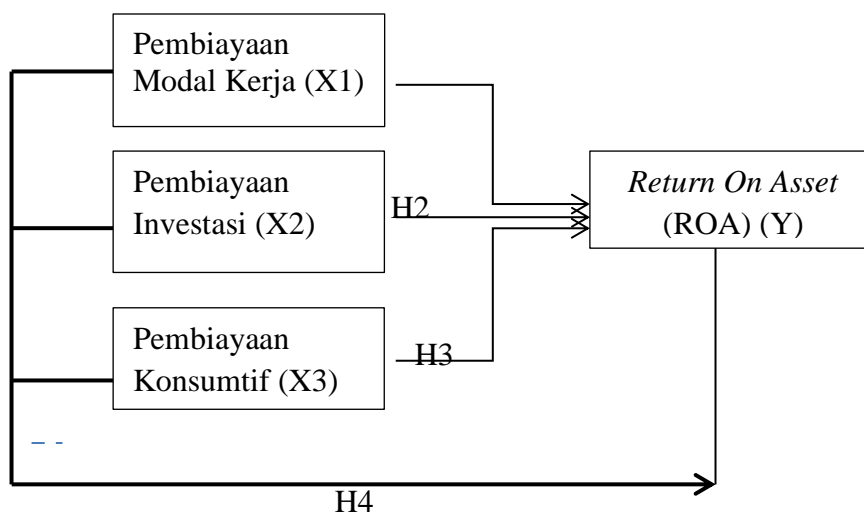 Pembiayaan
Modal Kerja (X1)
Pembiayaan
Investasi (X2)
H2
Return On Asset
(ROA) (Y)
Pembiayaan
Konsumtif (X3)
H3
H4